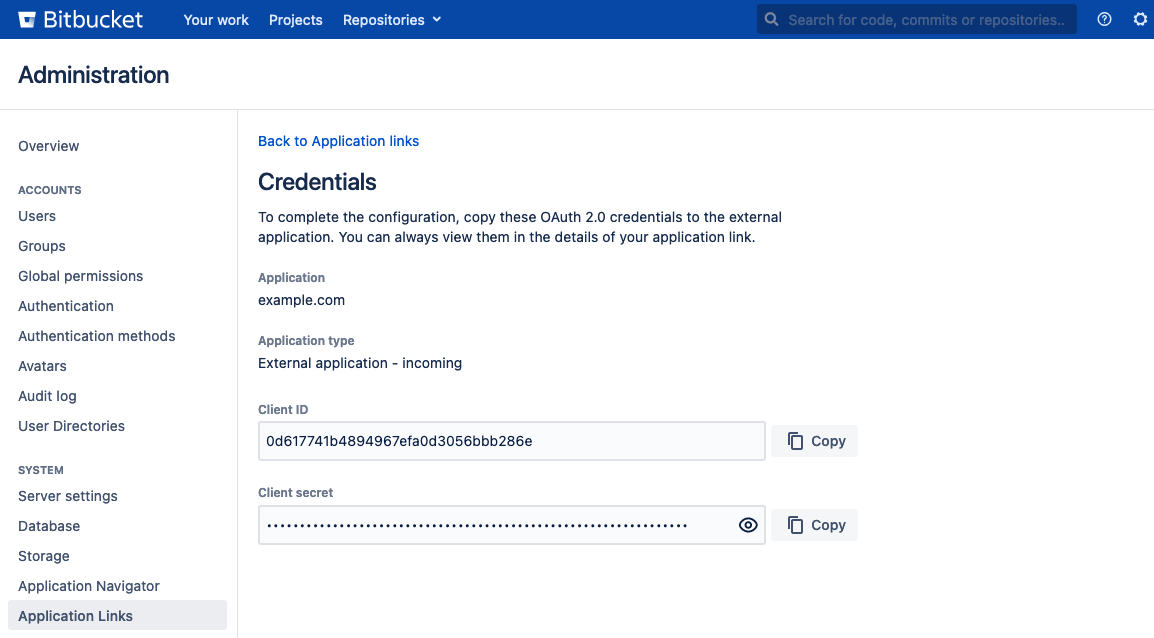 Bitbucket Your work Projects Repositories Search for code, commits or repositories..
Administration
Overview
ACCOUNTS
Users
Groups
Global permissions
Authentication
Authentication methods
Avatars
Audit log
User Directories
SYSTEM
Server settings
Database
Storage
Application Navigator
Application Links
Back to Application links
Credentials
To complete the configuration, copy these OAuth 2.0 credentials to the external
application. You can always view them in the details of your application link.
Application
example.com
Application type
External application - incoming
Client ID
0d617741b4894967efa0d3056bbb286e Copy
Client secret
•••••••••••••••••••••••••••••••••••••••••••••••••••••••••••••••• Copy